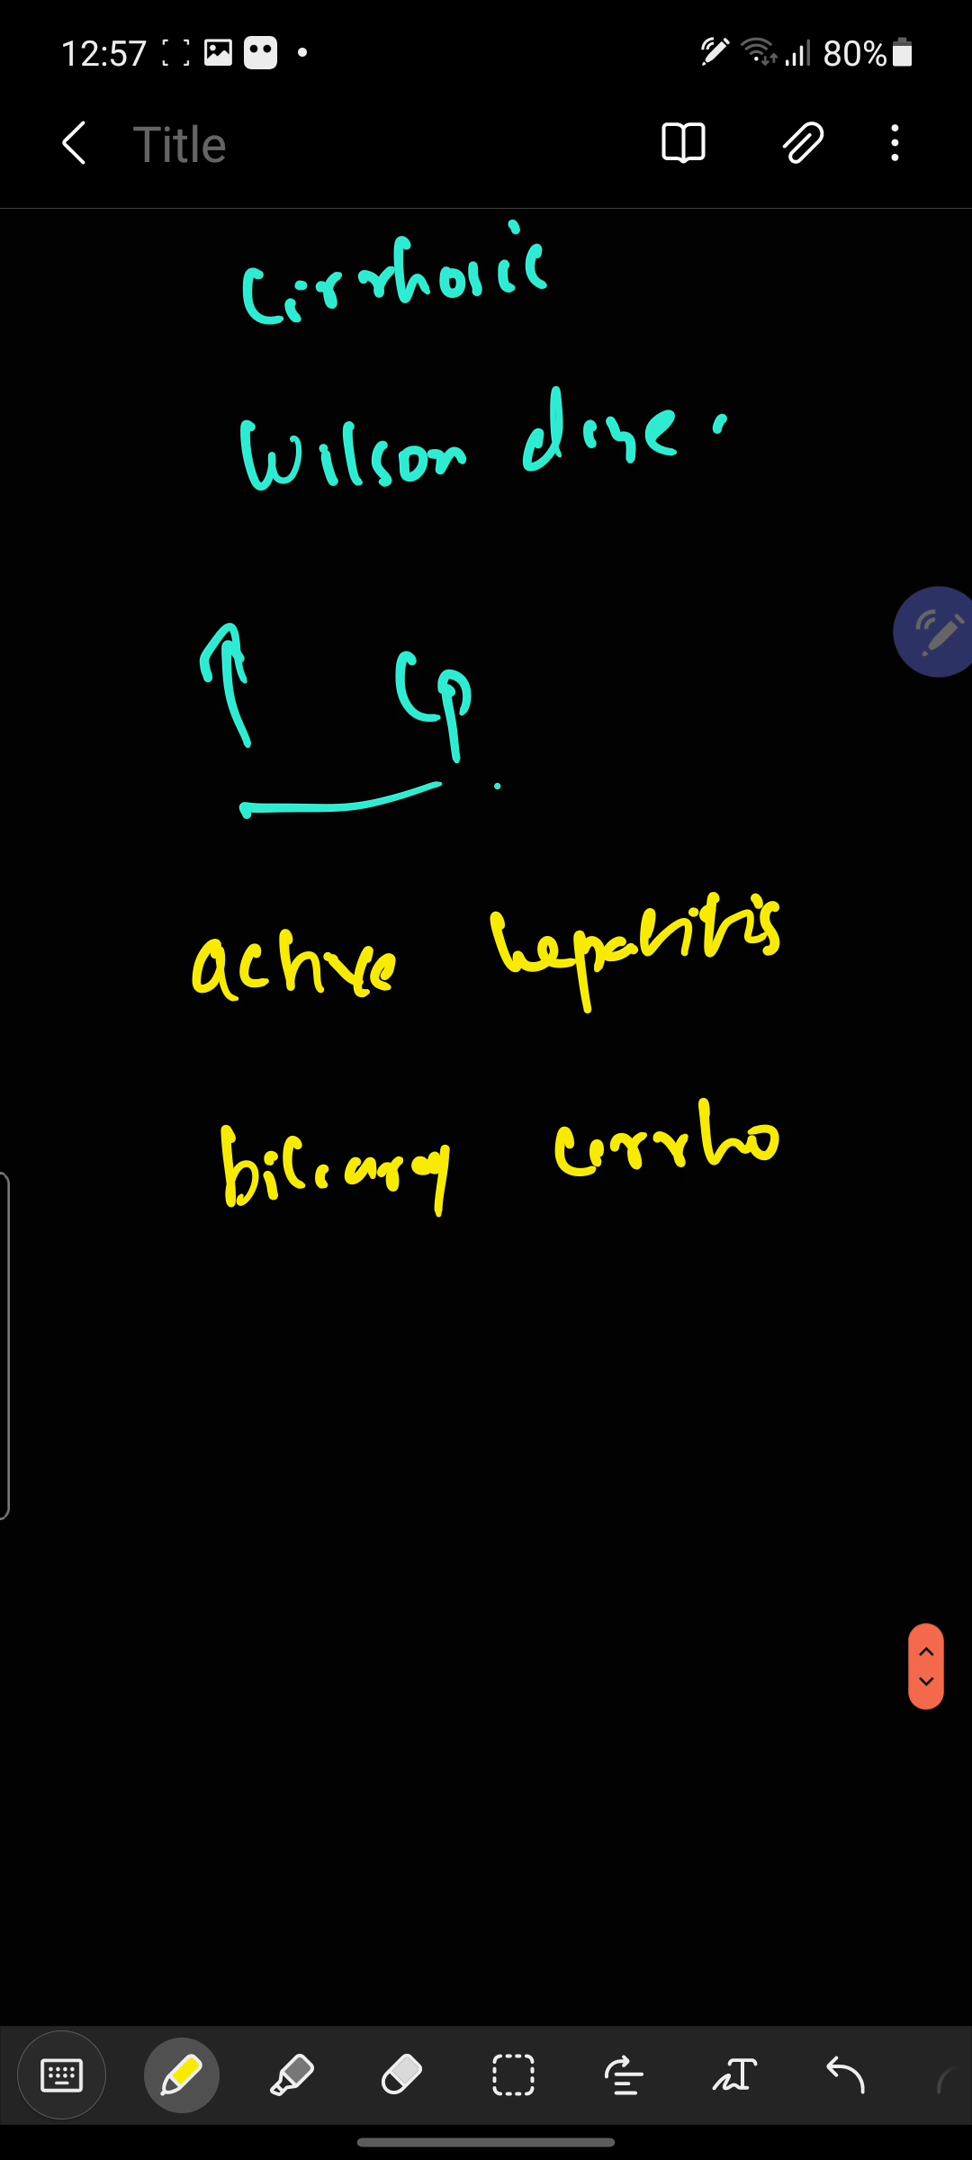 12:57 80%
Title
Cirrhosis
Wilson dise.
↑ Cp
active hepatitis
biliary cirrho